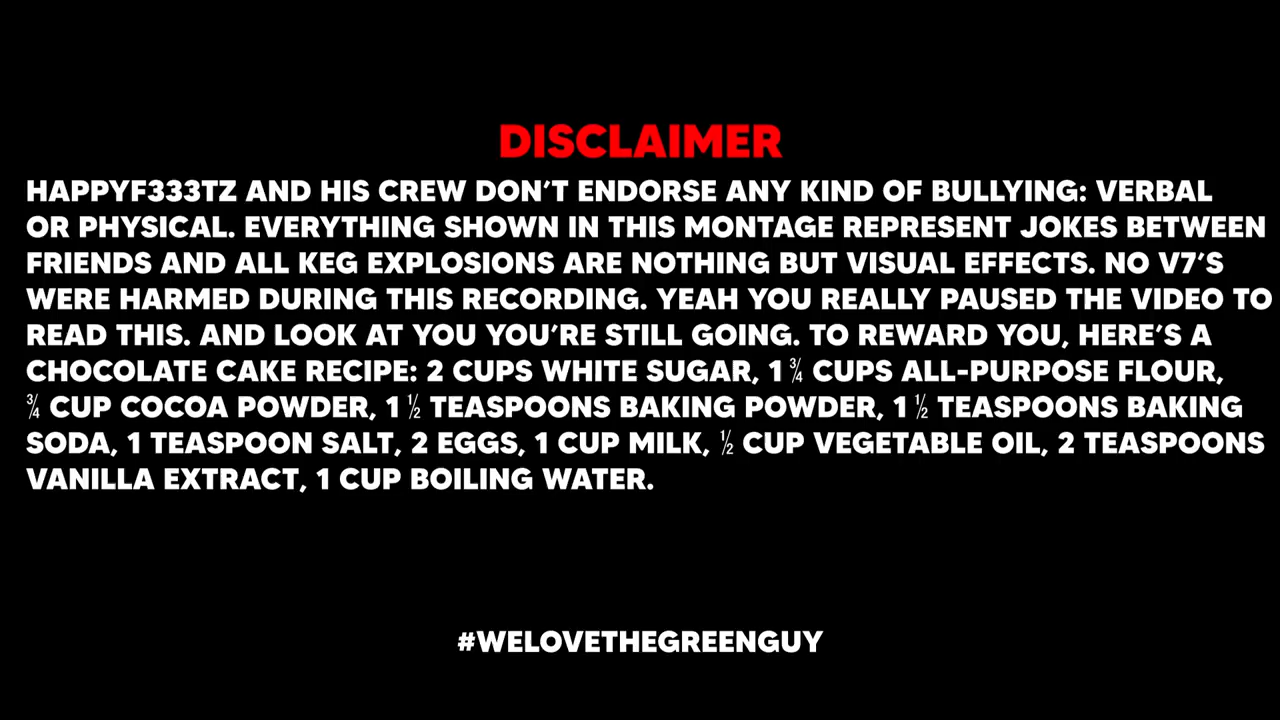 DISCLAIMER
HAPPYF333TZ AND HIS CREW DON'T ENDORSE ANY KIND OF BULLYING: VERBAL
OR PHYSICAL. EVERYTHING SHOWN IN THIS MONTAGE REPRESENT JOKES BETWEEN
FRIENDS AND ALL KEG EXPLOSIONS ARE NOTHING BUT VISUAL EFFECTS. NO V7'S
WERE HARMED DURING THIS RECORDING. YEAH YOU REALLY PAUSED THE VIDEO TO
READ THIS. AND LOOK AT YOU YOU'RE STILL GOING. TO REWARD YOU, HERE'S A
CHOCOLATE CAKE RECIPE: 2 CUPS WHITE SUGAR, 1 ¾ CUPS ALL-PURPOSE FLOUR,
¾ CUP COCOA POWDER, 1 ½ TEASPOONS BAKING POWDER, 1 ½ TEASPOONS BAKING
SODA, 1 TEASPOON SALT, 2 EGGS, 1 CUP MILK, ½ CUP VEGETABLE OIL, 2 TEASPOONS
VANILLA EXTRACT, 1 CUP BOILING WATER.
#WELOVETHEGREENGUY